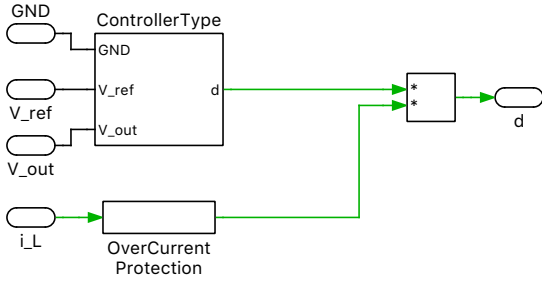 GND
ControllerType
GND
V_ref
d
V_ref
V_out
V_out
*
*
d
i_L
OverCurrent
Protection